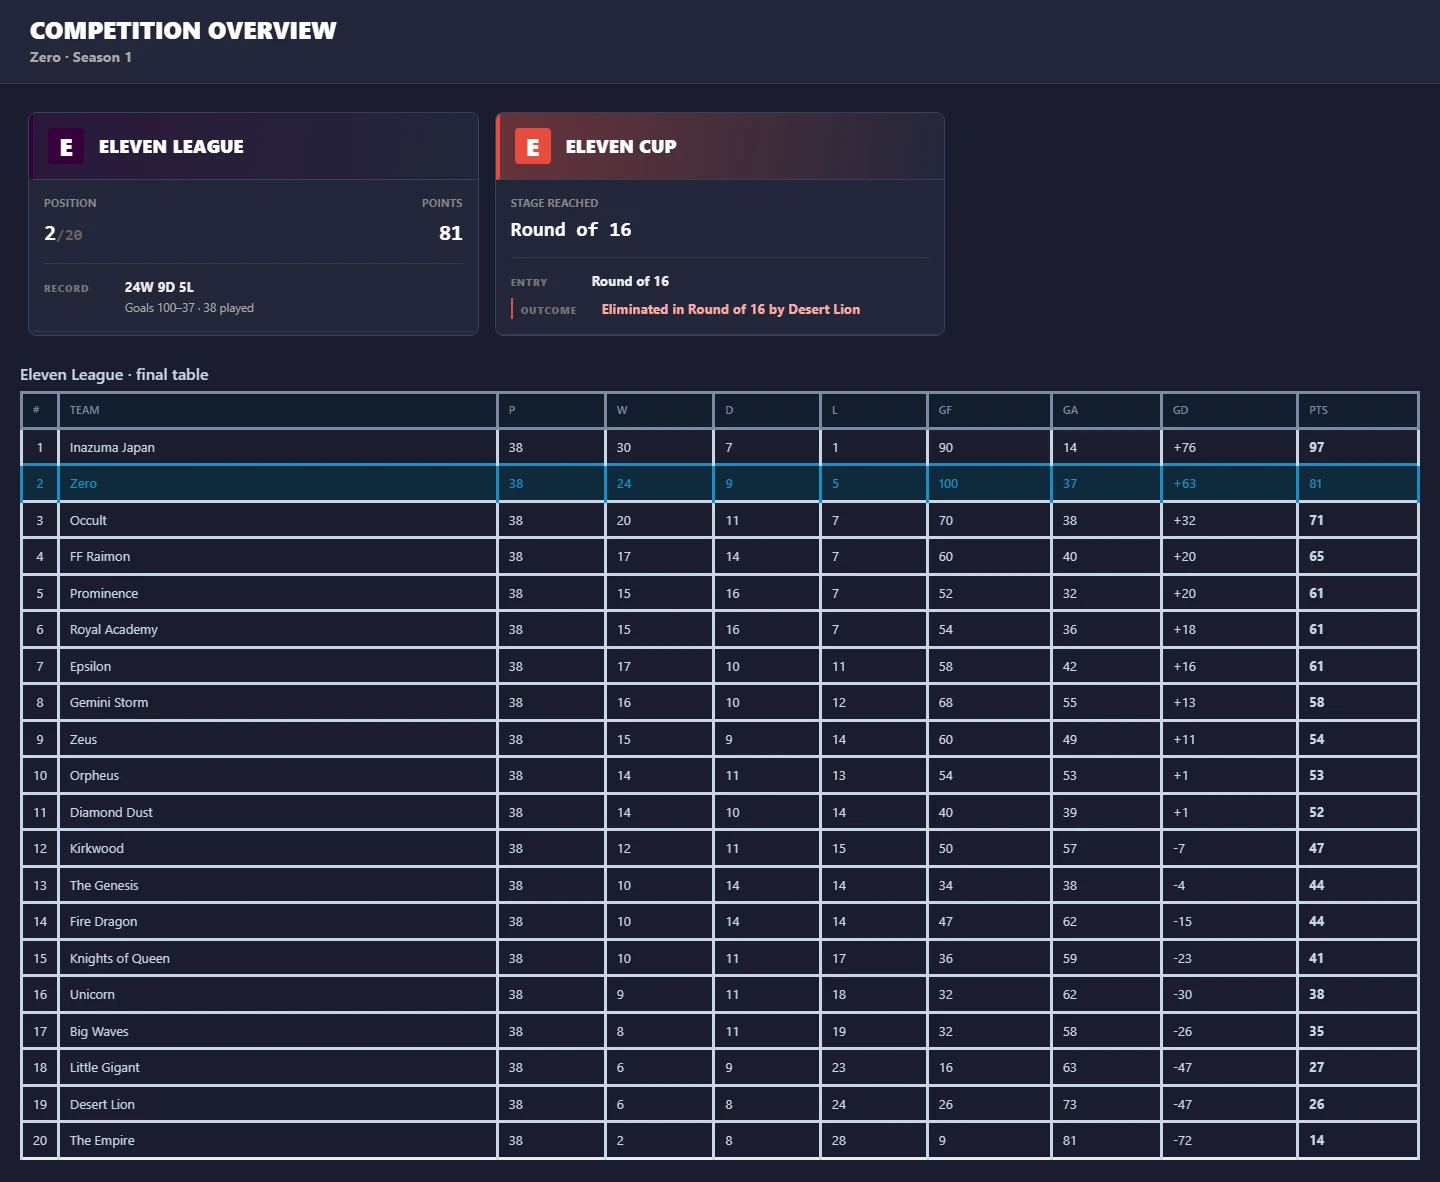 COMPETITION OVERVIEW
Zero · Season 1
E ELEVEN LEAGUE
POSITION POINTS
2/20 81
RECORD 24W 9D 5L
Goals 100–37 · 38 played
E ELEVEN CUP
STAGE REACHED
Round of 16
ENTRY Round of 16
OUTCOME Eliminated in Round of 16 by Desert Lion
Eleven League · final table
# TEAM P W D L GF GA GD PTS
1 Inazuma Japan 38 30 7 1 90 14 +76 97
2 Zero 38 24 9 5 100 37 +63 81
3 Occult 38 20 11 7 70 38 +32 71
4 FF Raimon 38 17 14 7 60 40 +20 65
5 Prominence 38 15 16 7 52 32 +20 61
6 Royal Academy 38 15 16 7 54 36 +18 61
7 Epsilon 38 17 10 11 58 42 +16 61
8 Gemini Storm 38 16 10 12 68 55 +13 58
9 Zeus 38 15 9 14 60 49 +11 54
10 Orpheus 38 14 11 13 54 53 +1 53
11 Diamond Dust 38 14 10 14 40 39 +1 52
12 Kirkwood 38 12 11 15 50 57 -7 47
13 The Genesis 38 10 14 14 34 38 -4 44
14 Fire Dragon 38 10 14 14 47 62 -15 44
15 Knights of Queen 38 10 11 17 36 59 -23 41
16 Unicorn 38 9 11 18 32 62 -30 38
17 Big Waves 38 8 11 19 32 58 -26 35
18 Little Gigant 38 6 9 23 16 63 -47 27
19 Desert Lion 38 6 8 24 26 73 -47 26
20 The Empire 38 2 8 28 9 81 -72 14